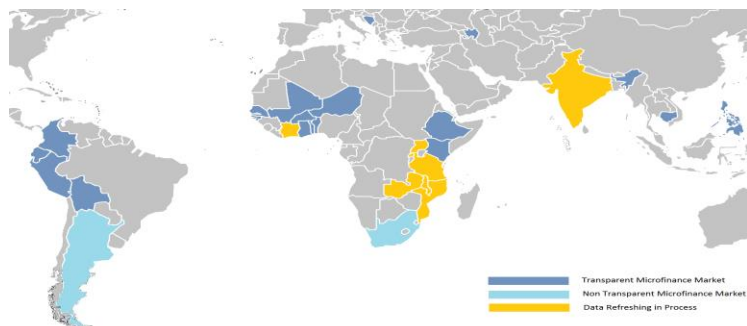 Transparent Microfinance Market
Non Transparent Microfinance Market
Data Refreshing in Process